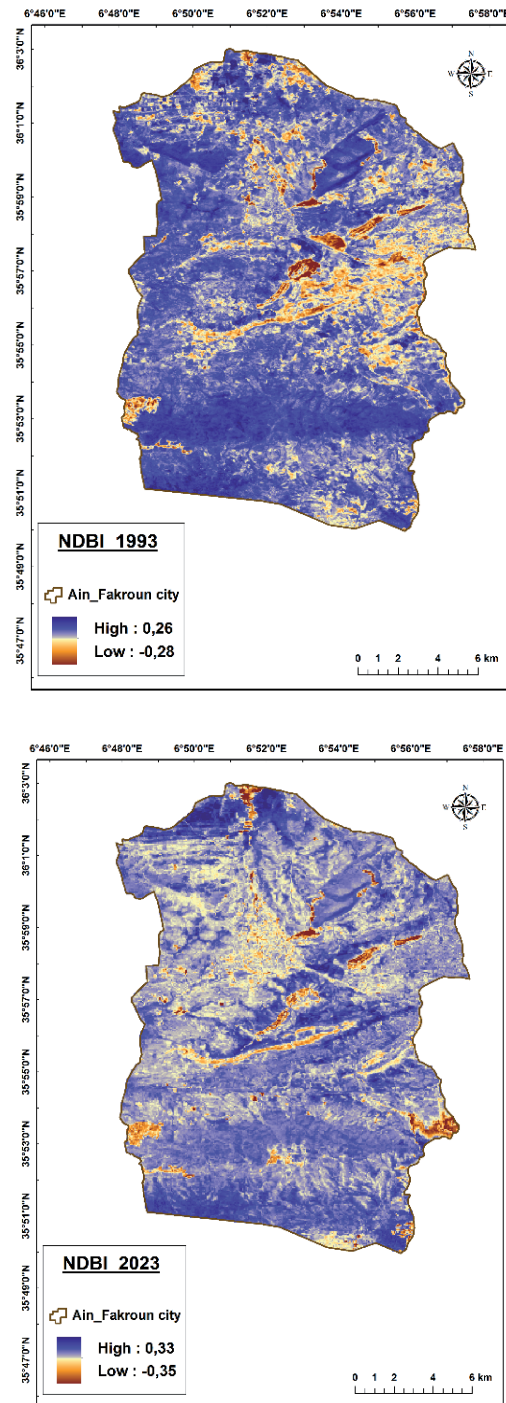 6°46'0"E 6°48'0"E 6°50'0"E 6°52'0"E 6°54'0"E 6°56'0"E 6°58'0"E
N
W E
S
36°3'0"N
36°1'0"N
35°59'0"N
35°57'0"N
35°55'0"N
35°53'0"N
35°51'0"N
35°49'0"N
35°47'0"N
NDBI 1993
Ain_Fakroun city
High : 0,26
Low : -0,28
0 1 2 4 6 km
6°46'0"E 6°48'0"E 6°50'0"E 6°52'0"E 6°54'0"E 6°56'0"E 6°58'0"E
N
W E
S
36°3'0"N
36°1'0"N
35°59'0"N
35°57'0"N
35°55'0"N
35°53'0"N
35°51'0"N
35°49'0"N
35°47'0"N
NDBI 2023
Ain_Fakroun city
High : 0,33
Low : -0,35
0 1 2 4 6 km